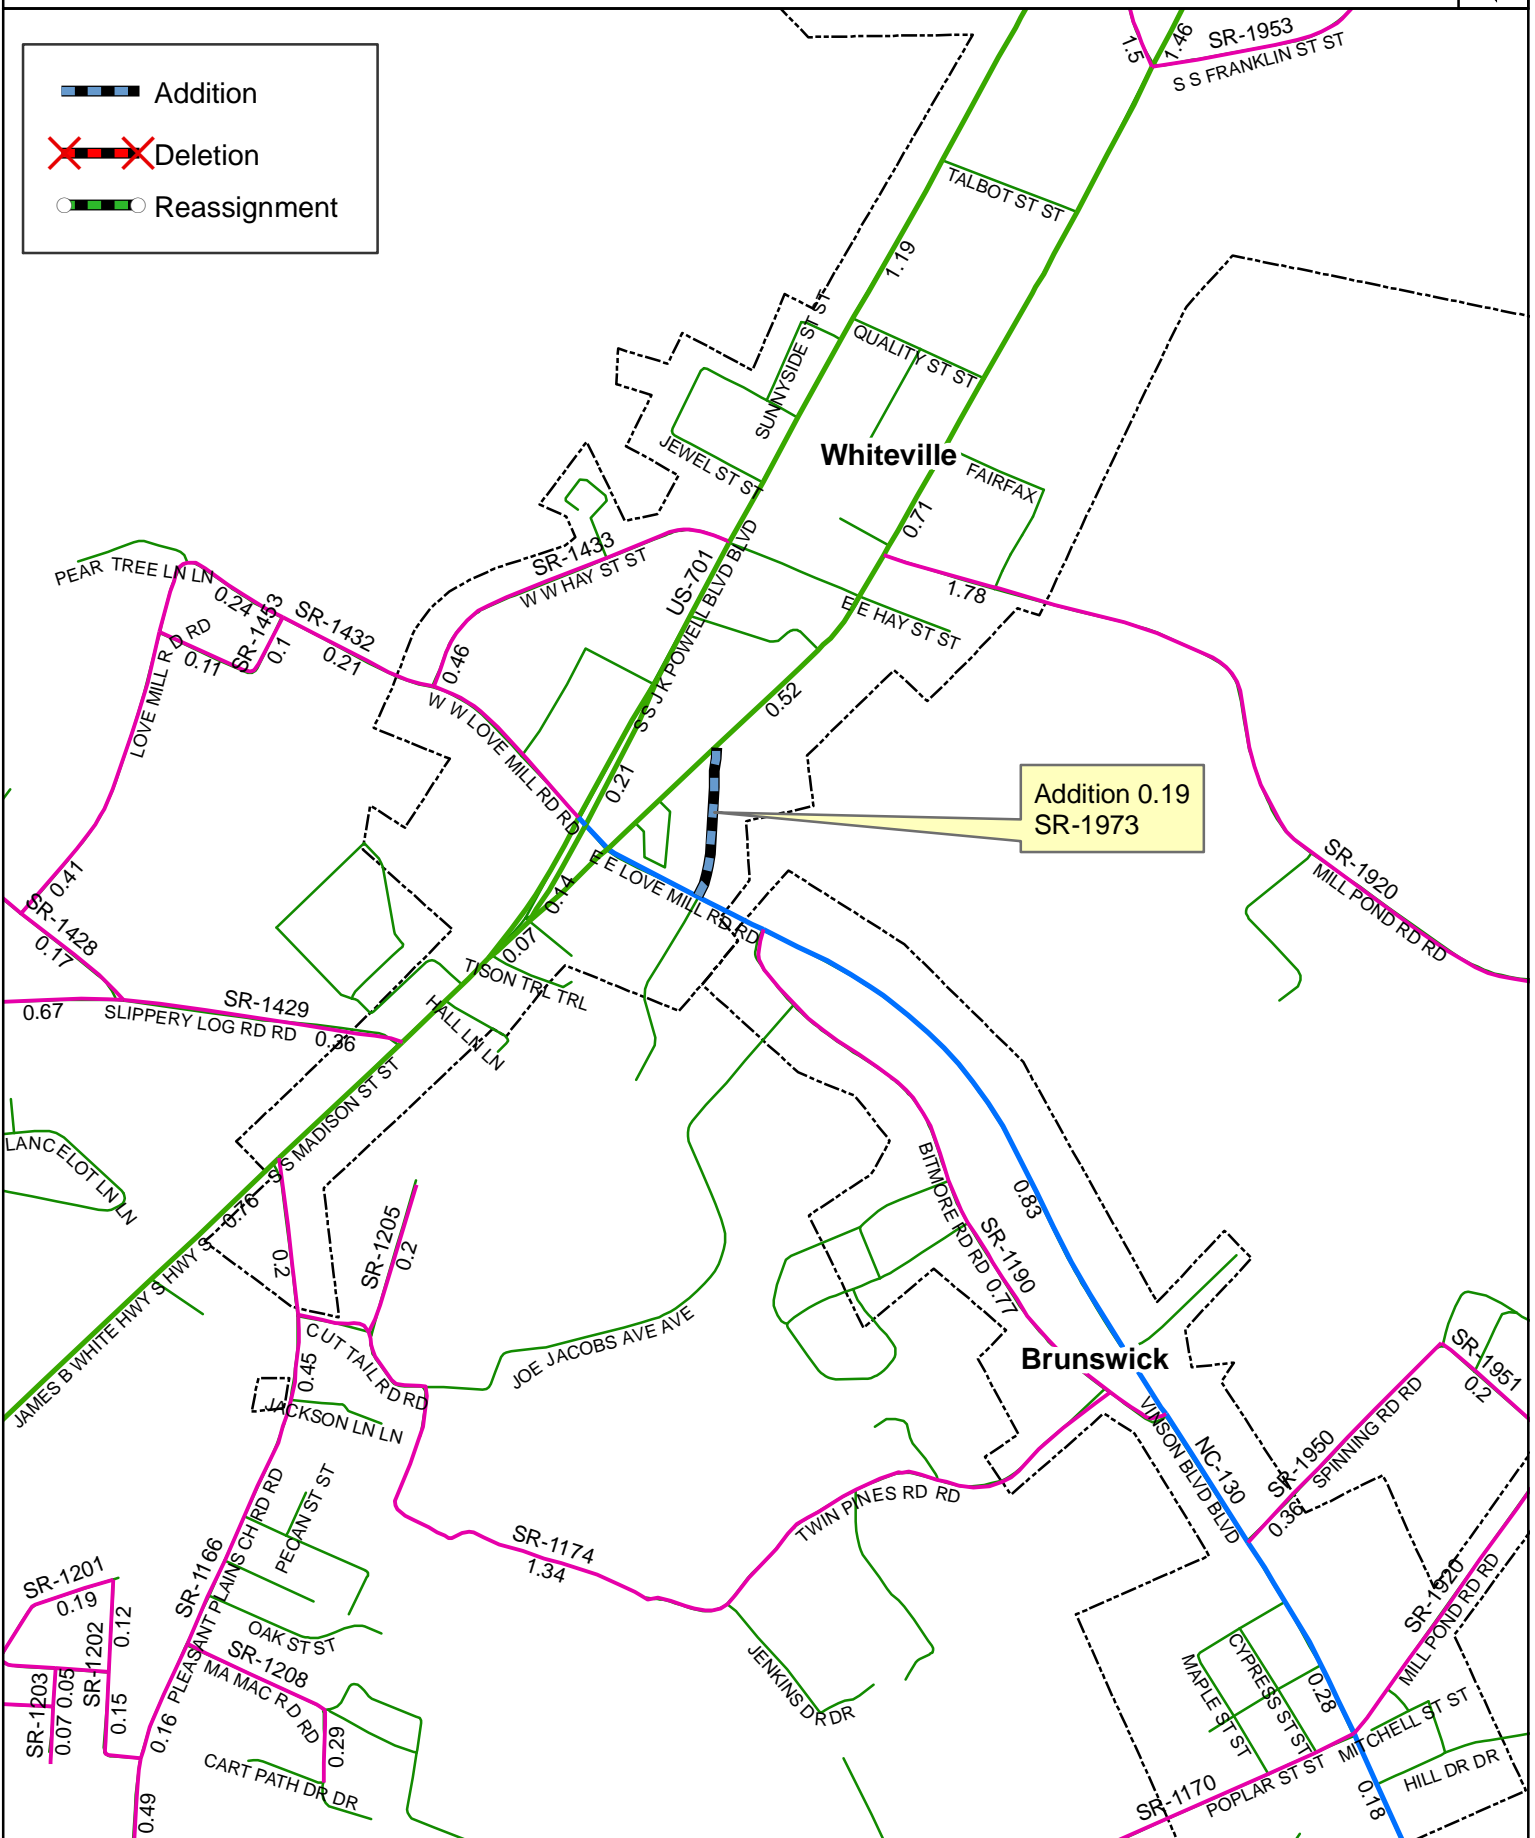 Addition
Deletion
Reassignment
1.5
1.46
SR-1953
S S FRANKLIN ST ST
TALBOT ST ST
1.19
SUNNYSIDE ST ST
QUALITY ST ST
JEWEL ST ST
Whiteville
FAIRFAX
0.71
SR-1433
W W HAY ST ST
US-701
S S J K POWELL BLVD BLVD
1.78
E E HAY ST ST
PEAR TREE LN LN
0.24
SR-1453
0.1
0.11
SR-1432
0.21
0.46
LOVE MILL R D RD
W W LOVE MILL RD RD
0.52
0.21
Addition 0.19
SR-1973
SR-1920
MILL POND RD RD
0.41
SR-1428
0.17
E E LOVE MILL RD RD
0.14
0.07
TISON TRL TRL
HALL LN LN
0.67
SR-1429
SLIPPERY LOG RD RD
0.36
S S MADISON ST ST
LANCELOT LN LN
0.76
JAMES B WHITE HWY S HWY S
0.2
SR-1205
0.2
BITMORE RD RD
SR-1190
0.77
0.83
CUT TAIL RD RD
0.45
JACKSON LN LN
JOE JACOBS AVE AVE
Brunswick
VINSON BLVD BLVD
NC-130
SR-1951
0.2
SR-1950
SPINNING RD RD
0.36
TWIN PINES RD RD
SR-1174
1.34
PECAN ST ST
SR-1166
PLEASANT PLAINS CH RD RD
SR-1201
0.19
0.12
SR-1202
0.15
SR-1203
0.05
0.07
OAK ST ST
SR-1208
MA MAC R D RD
0.29
0.16
0.49
CART PATH DR DR
JENKINS DR DR
SR-1920
MILL POND RD RD
CYPRESS ST ST
MAPLE ST ST
0.28
MITCHELL ST ST
HILL DR DR
SR-1170
POPLAR ST ST
0.18